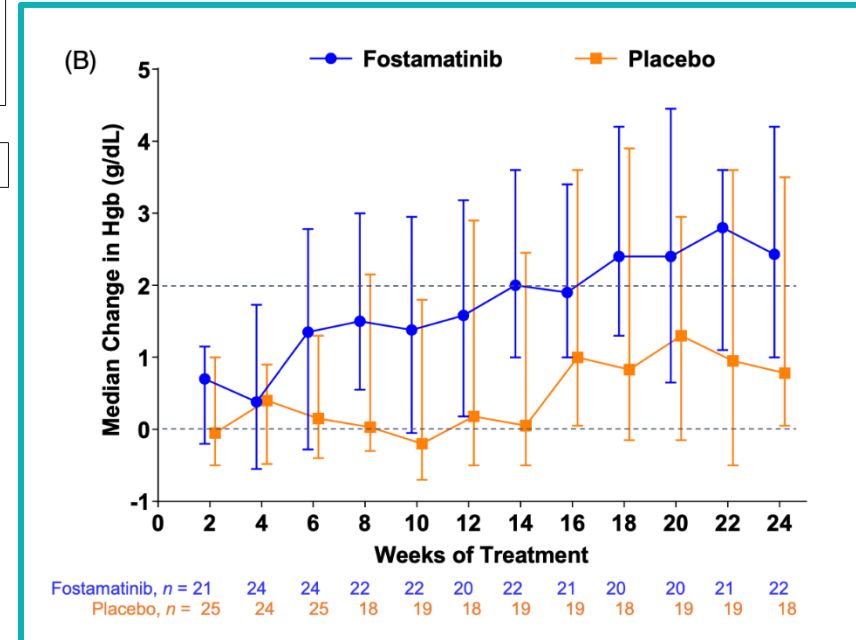 (B)
Fostamatinib
Placebo
Median Change in Hgb (g/dL)
5
4
3
2
1
0
-1
0 2 4 6 8 10 12 14 16 18 20 22 24
Weeks of Treatment
Fostamatinib, n = 21 24 24 22 22 20 22 21 20 20 21 22
Placebo, n = 25 24 25 18 19 18 19 19 18 19 19 18